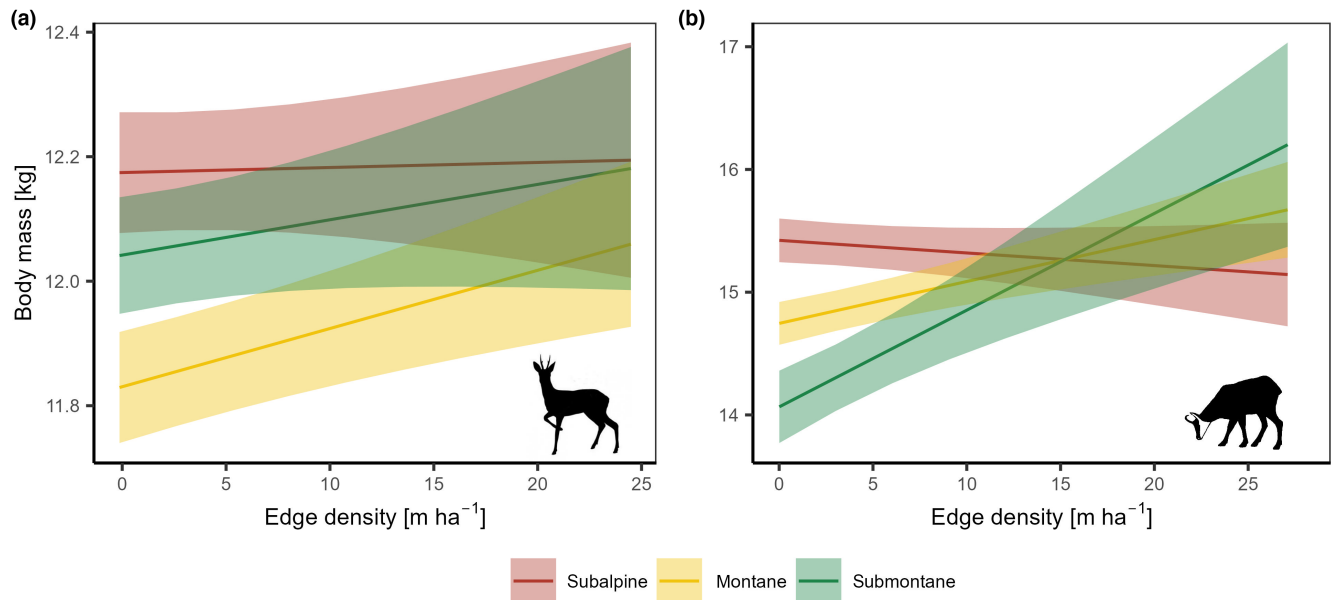 (a)
(b)
Body mass [kg]
12.4
12.2
12.0
11.8
0 5 10 15 20 25
Edge density [m ha⁻¹]
17
16
15
14
0 5 10 15 20 25
Edge density [m ha⁻¹]
Subalpine Montane Submontane